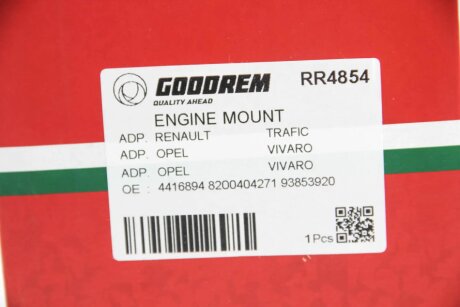 GOODREM RR4854
QUALITY AHEAD
ENGINE MOUNT
ADP. RENAULT TRAFIC
ADP. OPEL VIVARO
ADP. OPEL VIVARO
OE : 4416894 8200404271 93853920
1Pcs